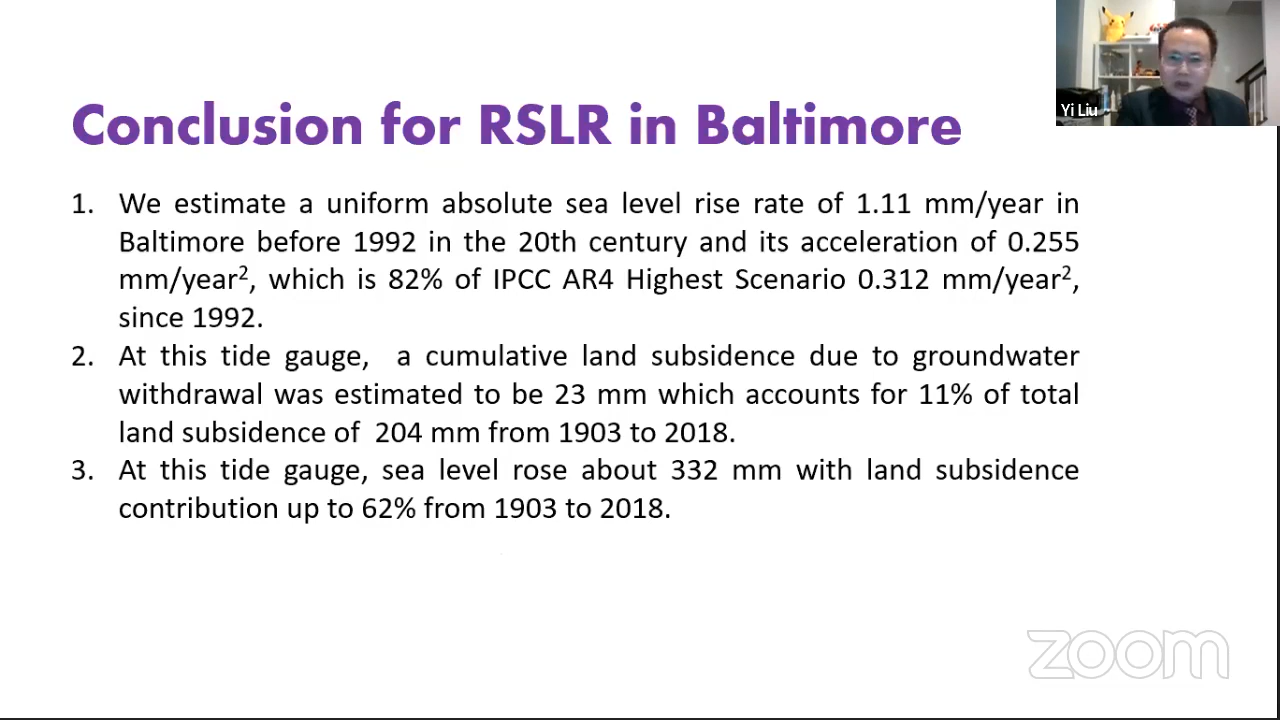 Yi Liu
Conclusion for RSLR in Baltimore
1. We estimate a uniform absolute sea level rise rate of 1.11 mm/year in
Baltimore before 1992 in the 20th century and its acceleration of 0.255
mm/year², which is 82% of IPCC AR4 Highest Scenario 0.312 mm/year²,
since 1992.
2. At this tide gauge, a cumulative land subsidence due to groundwater
withdrawal was estimated to be 23 mm which accounts for 11% of total
land subsidence of 204 mm from 1903 to 2018.
3. At this tide gauge, sea level rose about 332 mm with land subsidence
contribution up to 62% from 1903 to 2018.
zoom